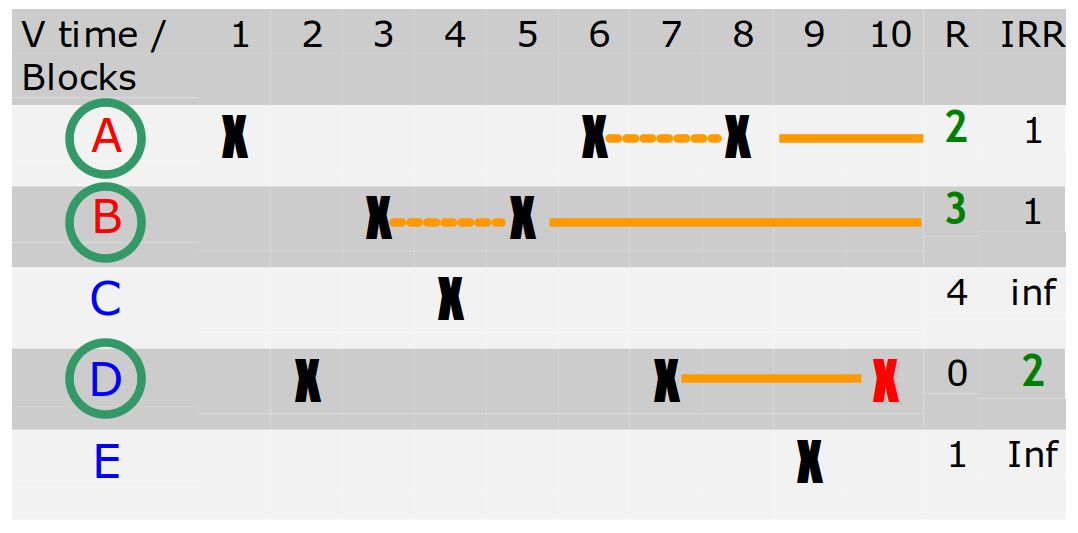 V time / Blocks 1 2 3 4 5 6 7 8 9 10 R IRR
A X X X 2 1
B X X 3 1
C X 4 inf
D X X X 0 2
E X 1 Inf